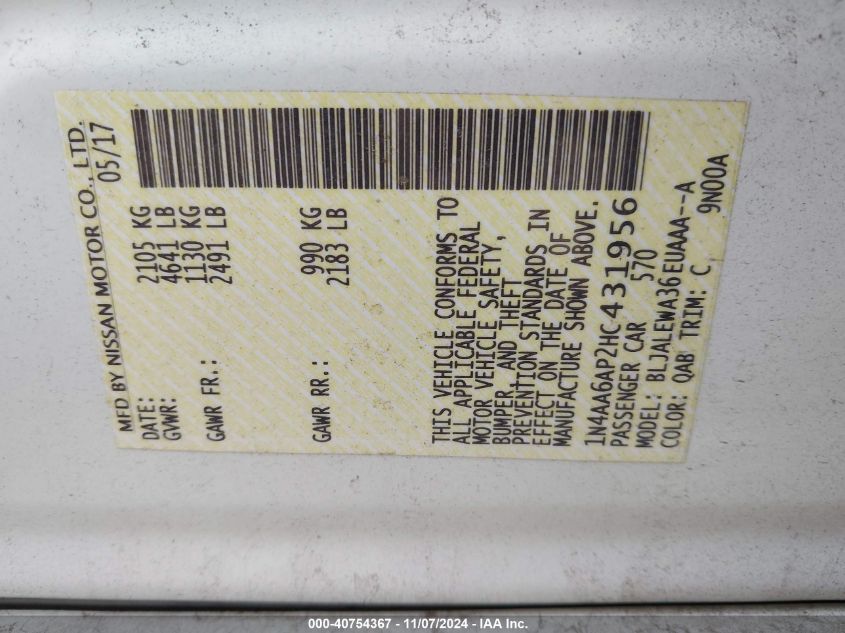 MFD BY NISSAN MOTOR CO., LTD.
DATE: 05/17
GVWR: 2105 KG
4641 LB
GAWR FR.: 1130 KG
2491 LB
GAWR RR.: 990 KG
2183 LB
THIS VEHICLE CONFORMS TO
ALL APPLICABLE FEDERAL
MOTOR VEHICLE SAFETY,
BUMPER, AND THEFT
PREVENTION STANDARDS IN
EFFECT ON THE DATE OF
MANUFACTURE SHOWN ABOVE.
1N4AA6AP2HC431956
PASSENGER CAR 570
MODEL: BLJALEWA36EUAAA--A
COLOR: QAB TRIM: C 9N00A
000-40754367 - 11/07/2024 - IAA Inc.